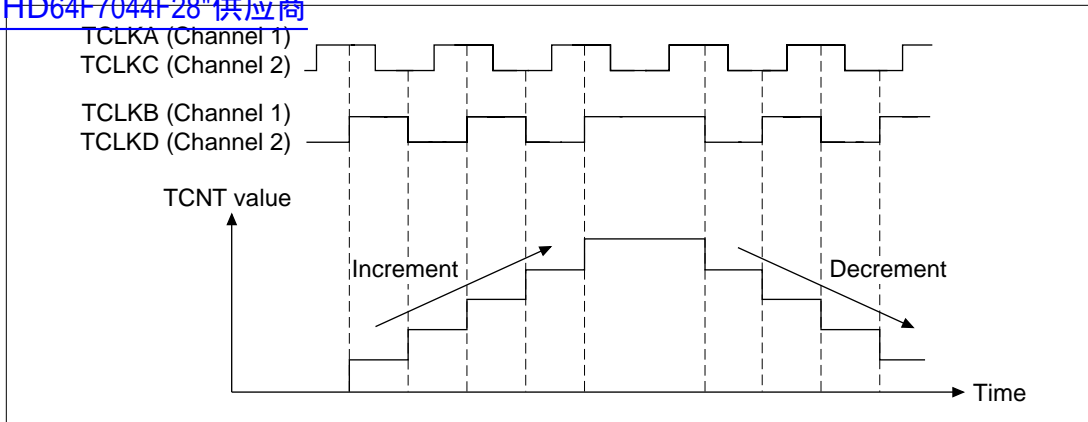 HD64F7044F28"供应商
TCLKA (Channel 1)
TCLKC (Channel 2)
TCLKB (Channel 1)
TCLKD (Channel 2)
TCNT value
Increment
Decrement
Time